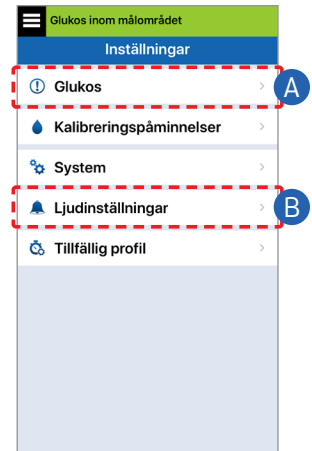 Glukos inom målområdet
Inställningar
Glukos
A
Kalibreringspåminnelser
System
Ljudinställningar
B
Tillfällig profil